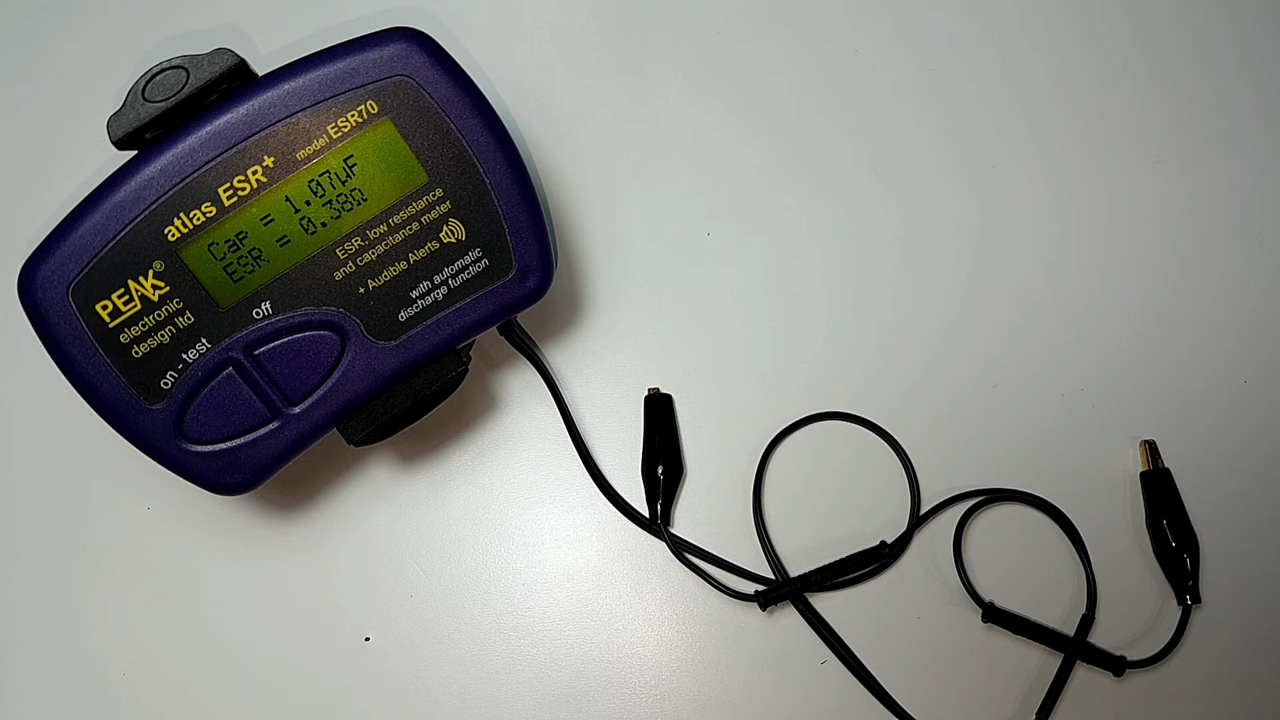 atlas ESR+
model ESR70
Cap = 1.07µF
ESR = 0.38Ω
PEAK®
electronic
design ltd
ESR, low resistance
and capacitance meter
+ Audible Alerts
with automatic
discharge function
on - test
off